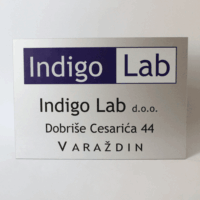 Indigo Lab
Indigo Lab d.o.o.
Dobriše Cesarića 44
VARAŽDIN